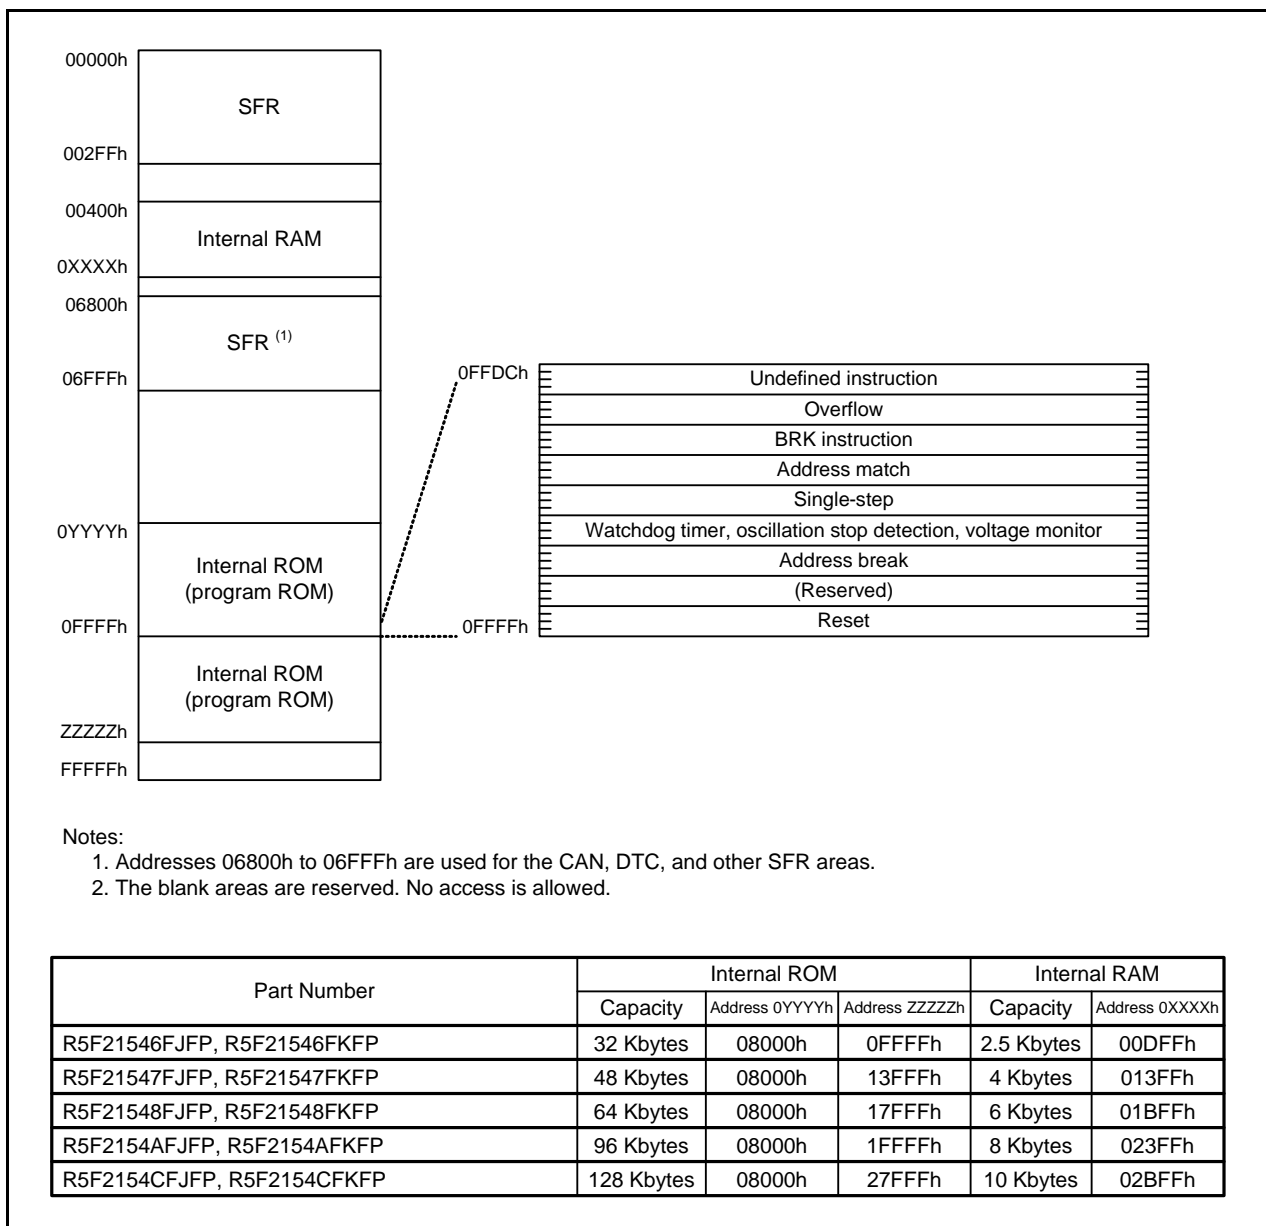 00000h
SFR
002FFh
00400h
Internal RAM
0XXXXh
06800h
SFR (1)
06FFFh
0FFDCh
Undefined instruction
Overflow
BRK instruction
Address match
Single-step
0YYYYh
Watchdog timer, oscillation stop detection, voltage monitor
Internal ROM
(program ROM)
Address break
(Reserved)
0FFFFh
0FFFFh
Reset
Internal ROM
(program ROM)
ZZZZZh
FFFFFh
Notes:
1. Addresses 06800h to 06FFFh are used for the CAN, DTC, and other SFR areas.
2. The blank areas are reserved. No access is allowed.
Part Number Internal ROM Internal RAM
Capacity Address 0YYYYh Address ZZZZZh Capacity Address 0XXXXh
R5F21546FJFP, R5F21546FKFP 32 Kbytes 08000h 0FFFFh 2.5 Kbytes 00DFFh
R5F21547FJFP, R5F21547FKFP 48 Kbytes 08000h 13FFFh 4 Kbytes 013FFh
R5F21548FJFP, R5F21548FKFP 64 Kbytes 08000h 17FFFh 6 Kbytes 01BFFh
R5F2154AFJFP, R5F2154AFKFP 96 Kbytes 08000h 1FFFFh 8 Kbytes 023FFh
R5F2154CFJFP, R5F2154CFKFP 128 Kbytes 08000h 27FFFh 10 Kbytes 02BFFh